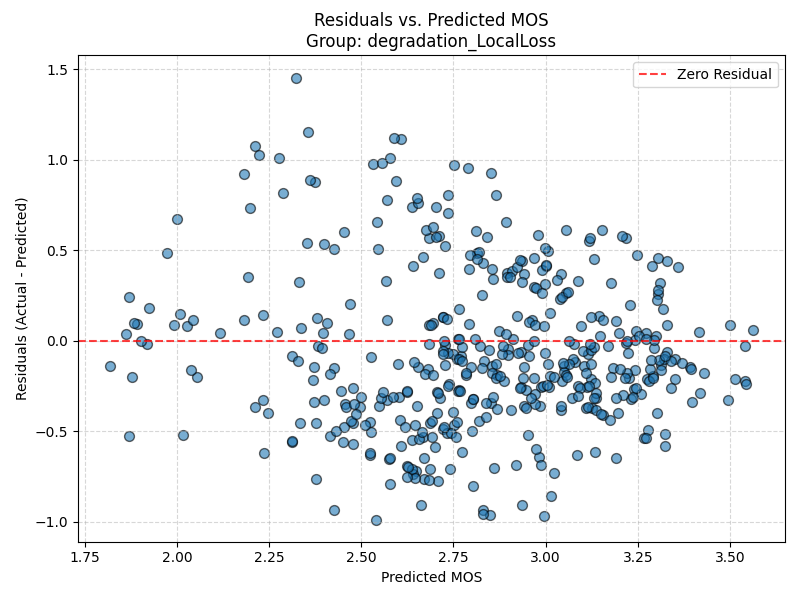 Residuals vs. Predicted MOS
Group: degradation_LocalLoss
Zero Residual
Residuals (Actual - Predicted)
1.5
1.0
0.5
0.0
−0.5
−1.0
1.75 2.00 2.25 2.50 2.75 3.00 3.25 3.50
Predicted MOS